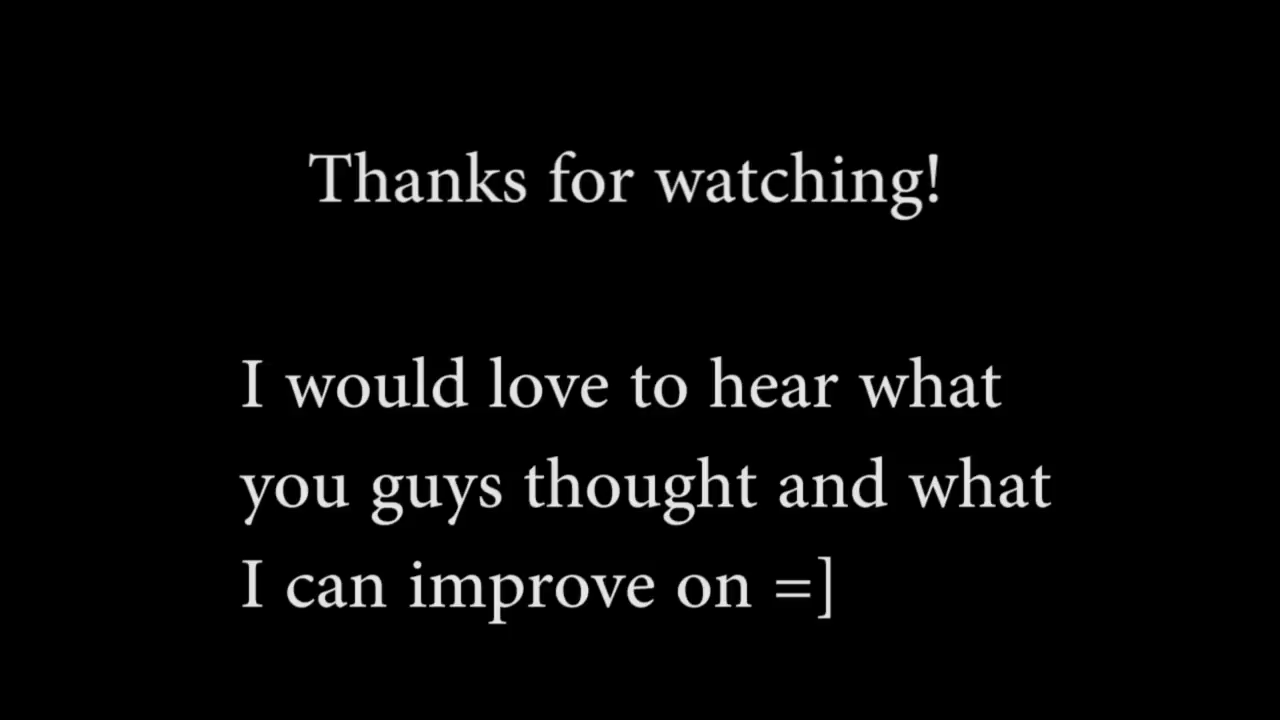 Thanks for watching!
I would love to hear what
you guys thought and what
I can improve on =]